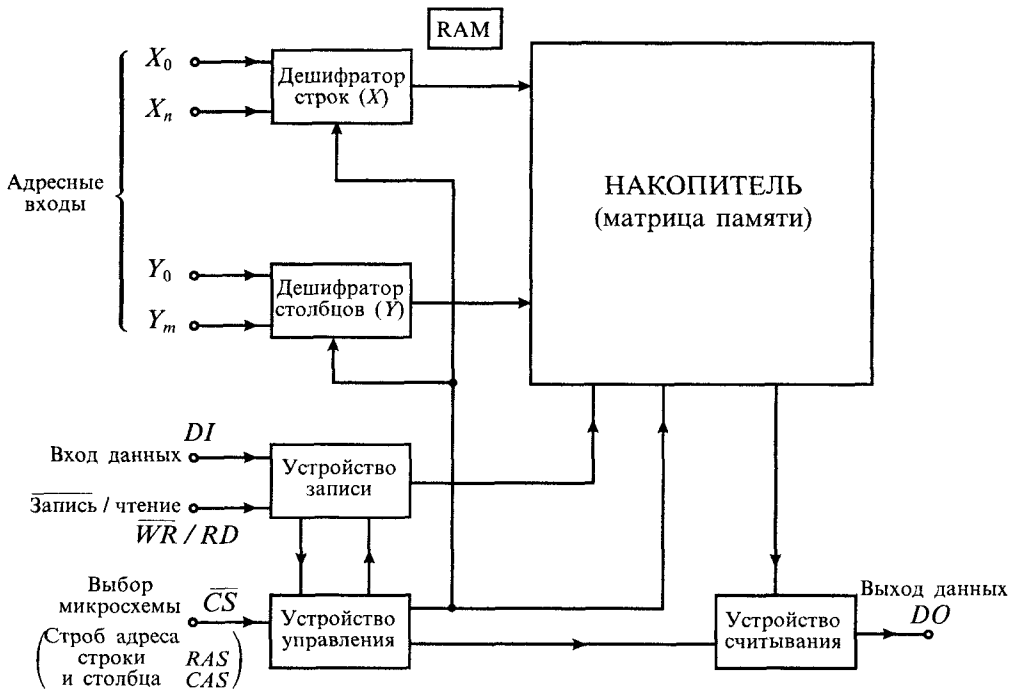 RAM
X₀
Xₙ
Дешифратор
строк (X)
Адресные
входы
НАКОПИТЕЛЬ
(матрица памяти)
Y₀
Yₘ
Дешифратор
столбцов (Y)
DI
Вход данных
Устройство
записи
Запись / чтение
WR / RD
Выбор
микросхемы
CS
(Строб адреса
строки RAS
и столбца CAS)
Устройство
управления
Устройство
считывания
Выход данных
DO